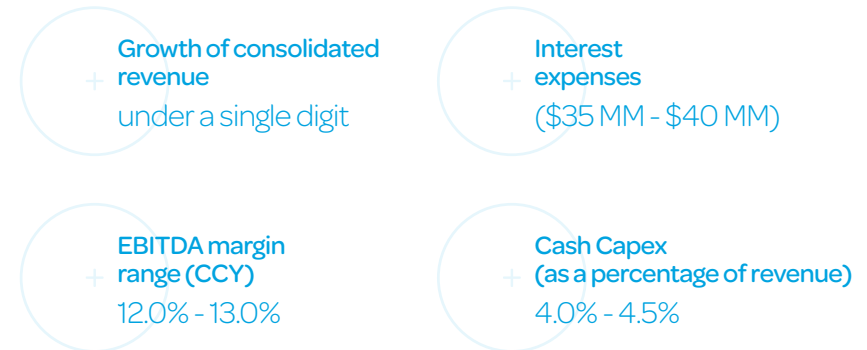 Growth of consolidated
revenue
under a single digit
Interest
expenses
($35 MM - $40 MM)
EBITDA margin
range (CCY)
12.0% - 13.0%
Cash Capex
(as a percentage of revenue)
4.0% - 4.5%